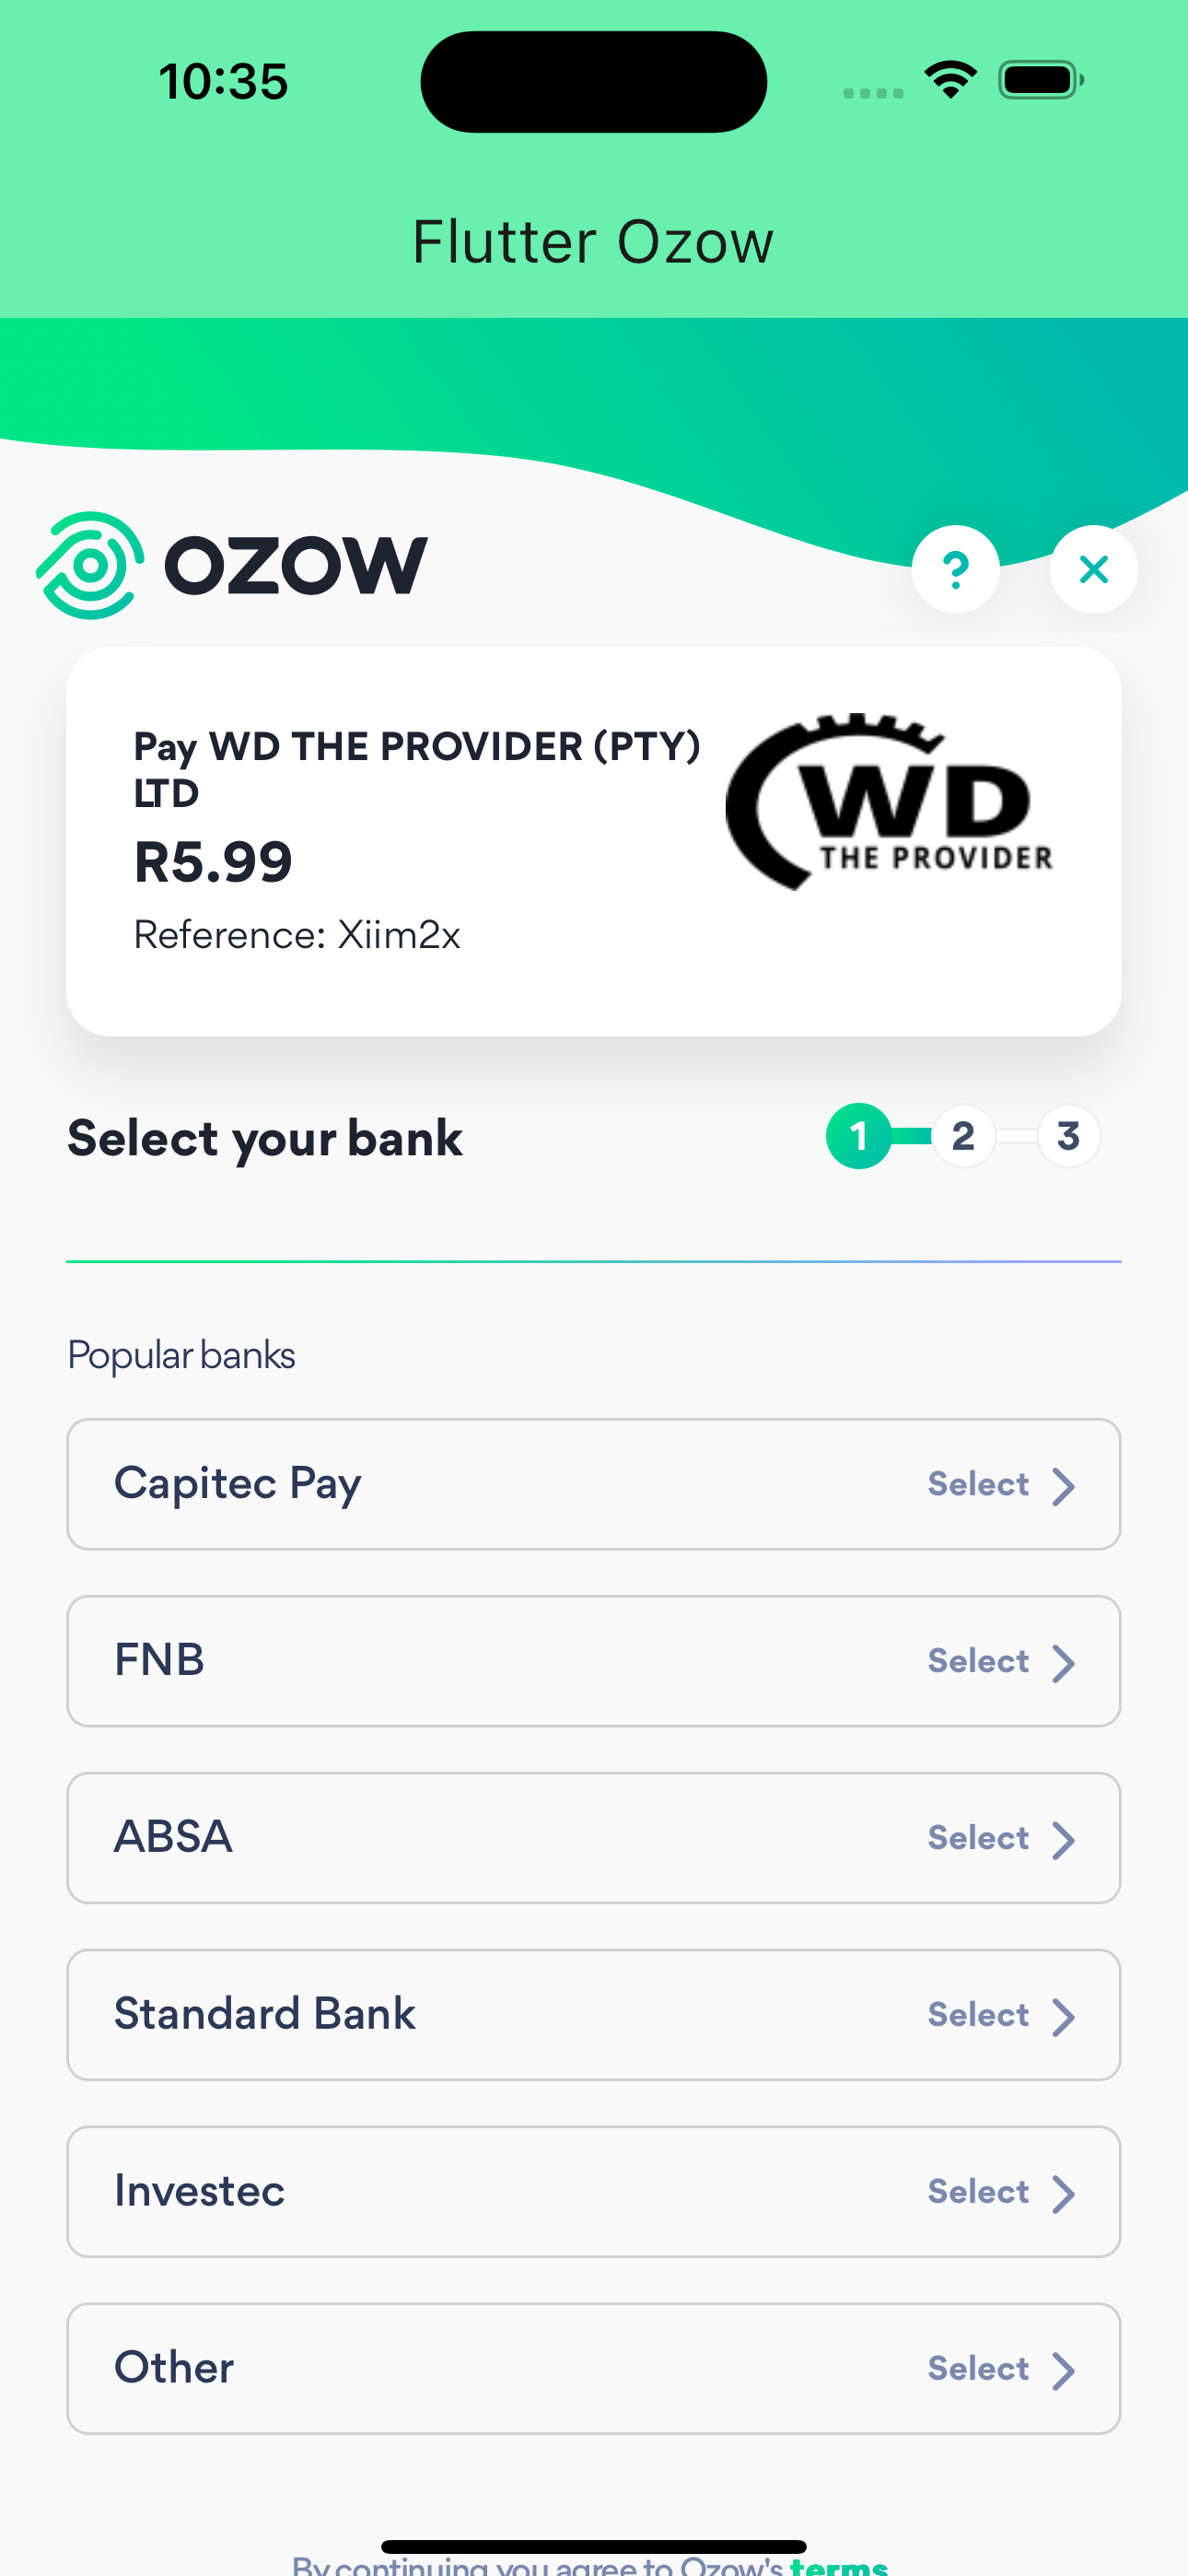 10:35
Flutter Ozow
OZOW
?
Pay WD THE PROVIDER (PTY)
LTD
R5.99
Reference: Xiim2x
WD
THE PROVIDER
Select your bank
1 2 3
Popular banks
Capitec Pay Select
FNB Select
ABSA Select
Standard Bank Select
Investec Select
Other Select
By continuing you agree to Ozow's terms